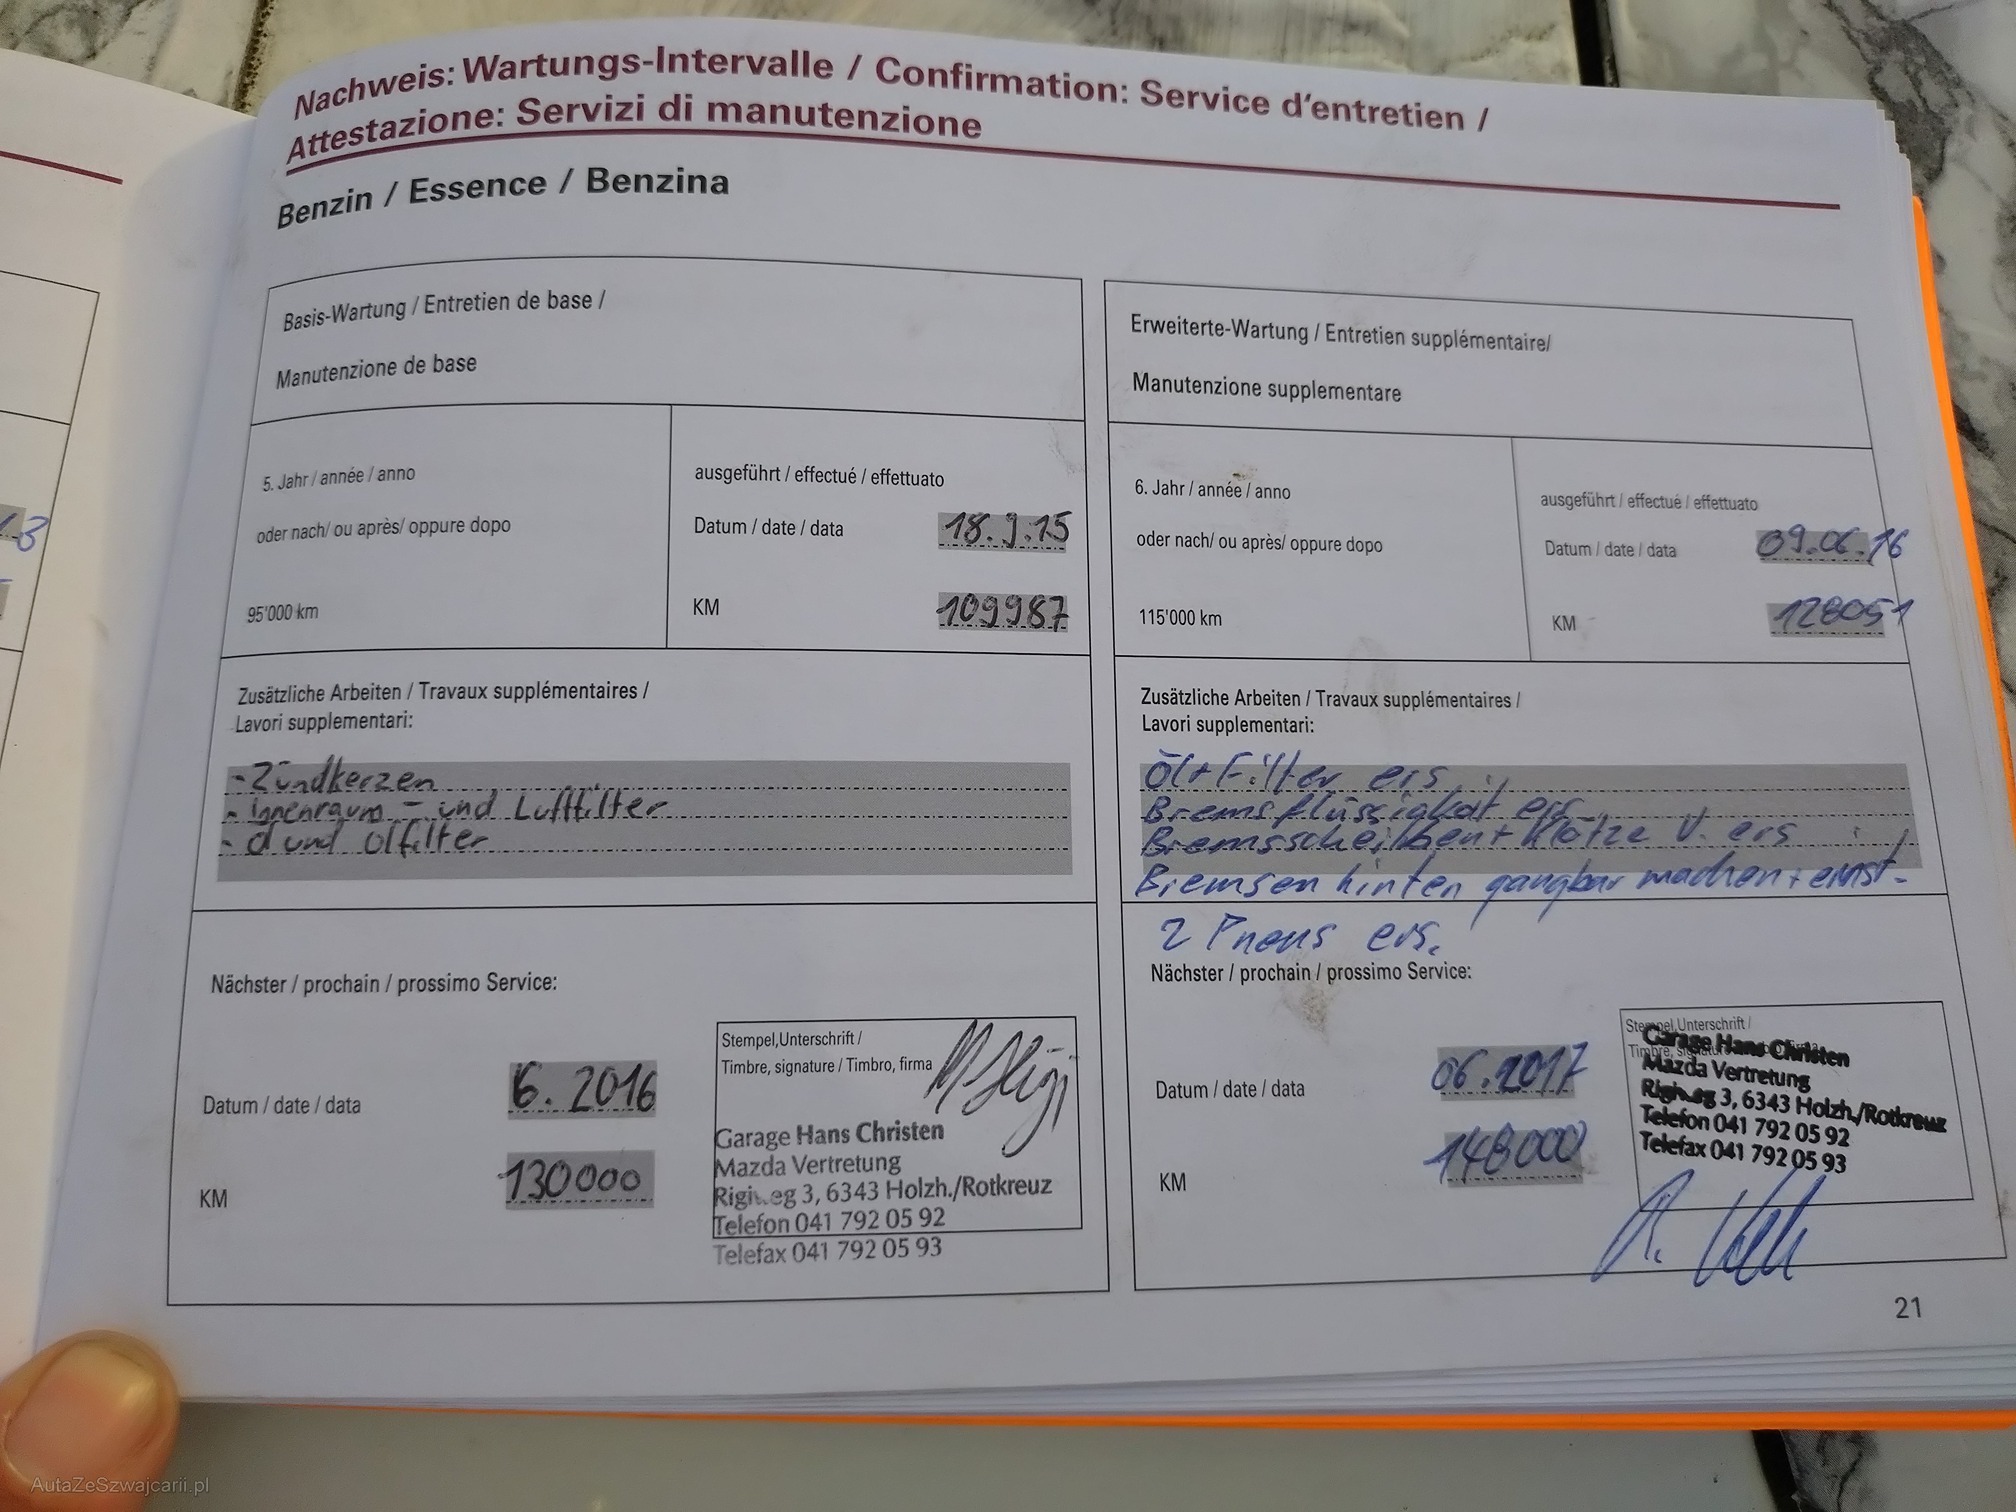 Nachweis: Wartungs-Intervalle / Confirmation: Service d'entretien /
Attestazione: Servizi di manutenzione
Benzin / Essence / Benzina
Basis-Wartung / Entretien de base /
Manutenzione de base
5. Jahr / année / anno
oder nach/ ou après/ oppure dopo
95'000 km
ausgeführt / effectué / effettuato
Datum / date / data 18.9.15
KM 109987
Zusätzliche Arbeiten / Travaux supplémentaires /
Lavori supplementari:
- Zündkerzen
- innenraum - und Luftfilter
- öl und ölfilter
Nächster / prochain / prossimo Service:
Datum / date / data 6. 2016
KM 130000
Stempel,Unterschrift /
Timbre, signature / Timbro, firma
Garage Hans Christen
Mazda Vertretung
Rigiweg 3, 6343 Holzh./Rotkreuz
Telefon 041 792 05 92
Telefax 041 792 05 93
Erweiterte-Wartung / Entretien supplémentaire/
Manutenzione supplementare
6. Jahr / année / anno
oder nach/ ou après/ oppure dopo
115'000 km
ausgeführt / effectué / effettuato
Datum / date / data 09.06.16
KM 128051
Zusätzliche Arbeiten / Travaux supplémentaires /
Lavori supplementari:
Öl + Filter ers.
Bremsflüssigkeit ers.
Bremsscheiben + Klötze v. ers
Bremsen hinten gangbar machen + einst.
2 Pneus ers.
Nächster / prochain / prossimo Service:
Datum / date / data 06.2017
KM 148000
Stempel,Unterschrift /
Timbre, signature
Garage Hans Christen
Mazda Vertretung
Rigiweg 3, 6343 Holzh./Rotkreuz
Telefon 041 792 05 92
Telefax 041 792 05 93
21
AutaZeSzwajcarii.pl